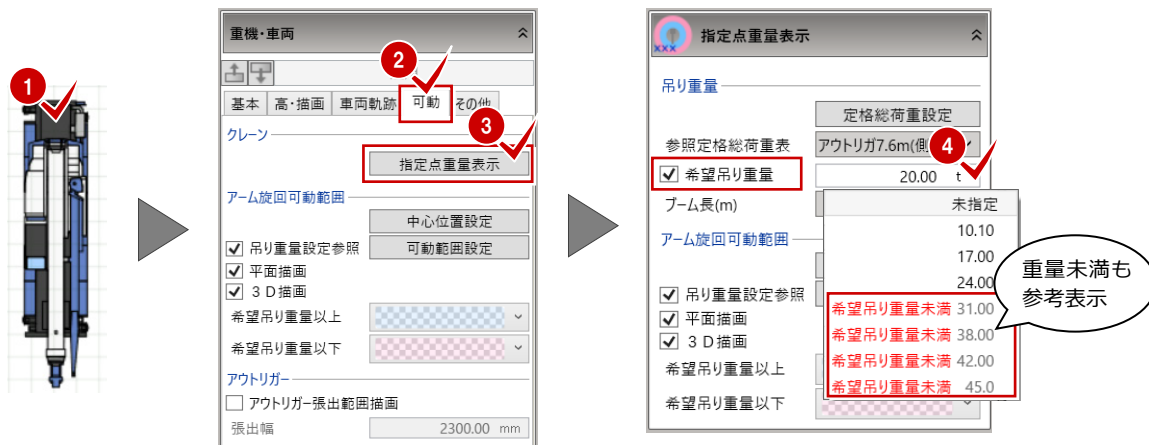 1
2
3
4
重機・車両
基本
高・描画
車両軌跡
可動
その他
クレーン
指定点重量表示
アーム旋回可動範囲
中心位置設定
吊り重量設定参照
可動範囲設定
平面描画
3D描画
希望吊り重量以上
希望吊り重量以下
アウトリガー
アウトリガー張出範囲描画
張出幅
2300.00 mm
xxx
指定点重量表示
吊り重量
定格総荷重設定
参照定格総荷重表
アウトリガ7.6m(側
希望吊り重量
20.00 t
ブーム長(m)
未指定
10.10
17.00
24.00
希望吊り重量未満 31.00
希望吊り重量未満 38.00
希望吊り重量未満 42.00
希望吊り重量未満 45.0
アーム旋回可動範囲
吊り重量設定参照
平面描画
3D描画
希望吊り重量以上
希望吊り重量以下
重量未満も
参考表示